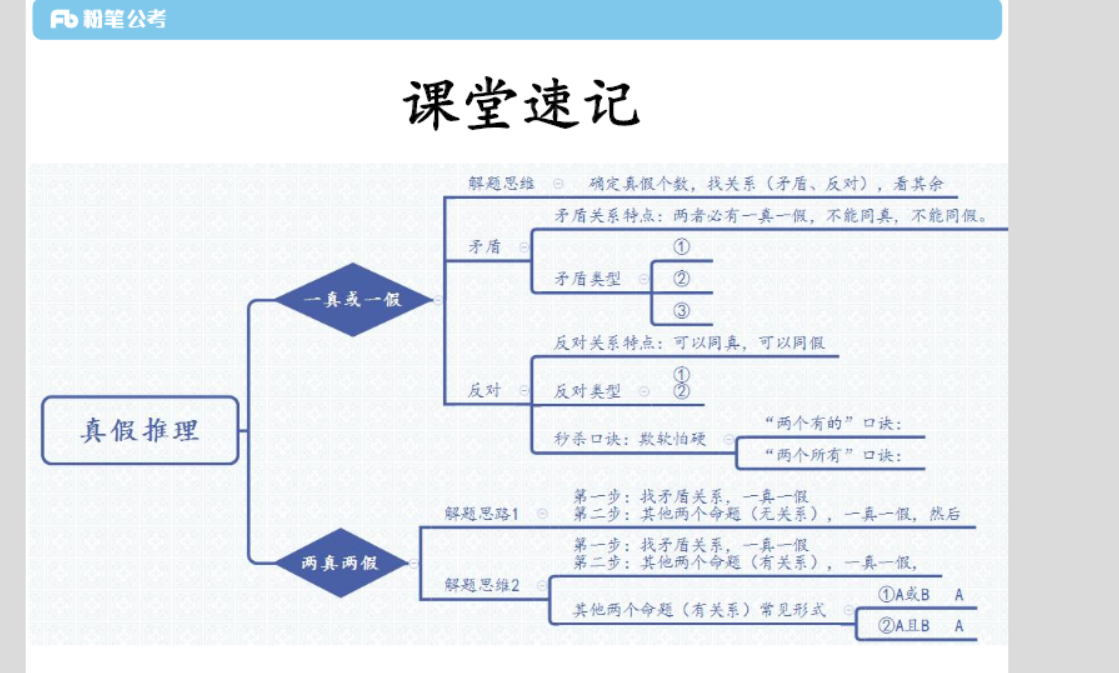 粉笔公考
课堂速记
解题思维
确定真假个数，找关系（矛盾、反对），看其余
矛盾关系特点：两者必有一真一假，不能同真，不能同假。
矛盾
①
矛盾类型
②
③
一真或一假
反对关系特点：可以同真，可以同假
①
反对
反对类型
②
“两个有的”口诀：
秒杀口诀：欺软怕硬
“两个所有”口诀：
真假推理
第一步：找矛盾关系，一真一假
解题思路1
第二步：其他两个命题（无关系），一真一假，然后
第一步：找矛盾关系，一真一假
两真两假
第二步：其他两个命题（有关系），一真一假，
解题思维2
①A或B A
其他两个命题（有关系）常见形式
②A且B A